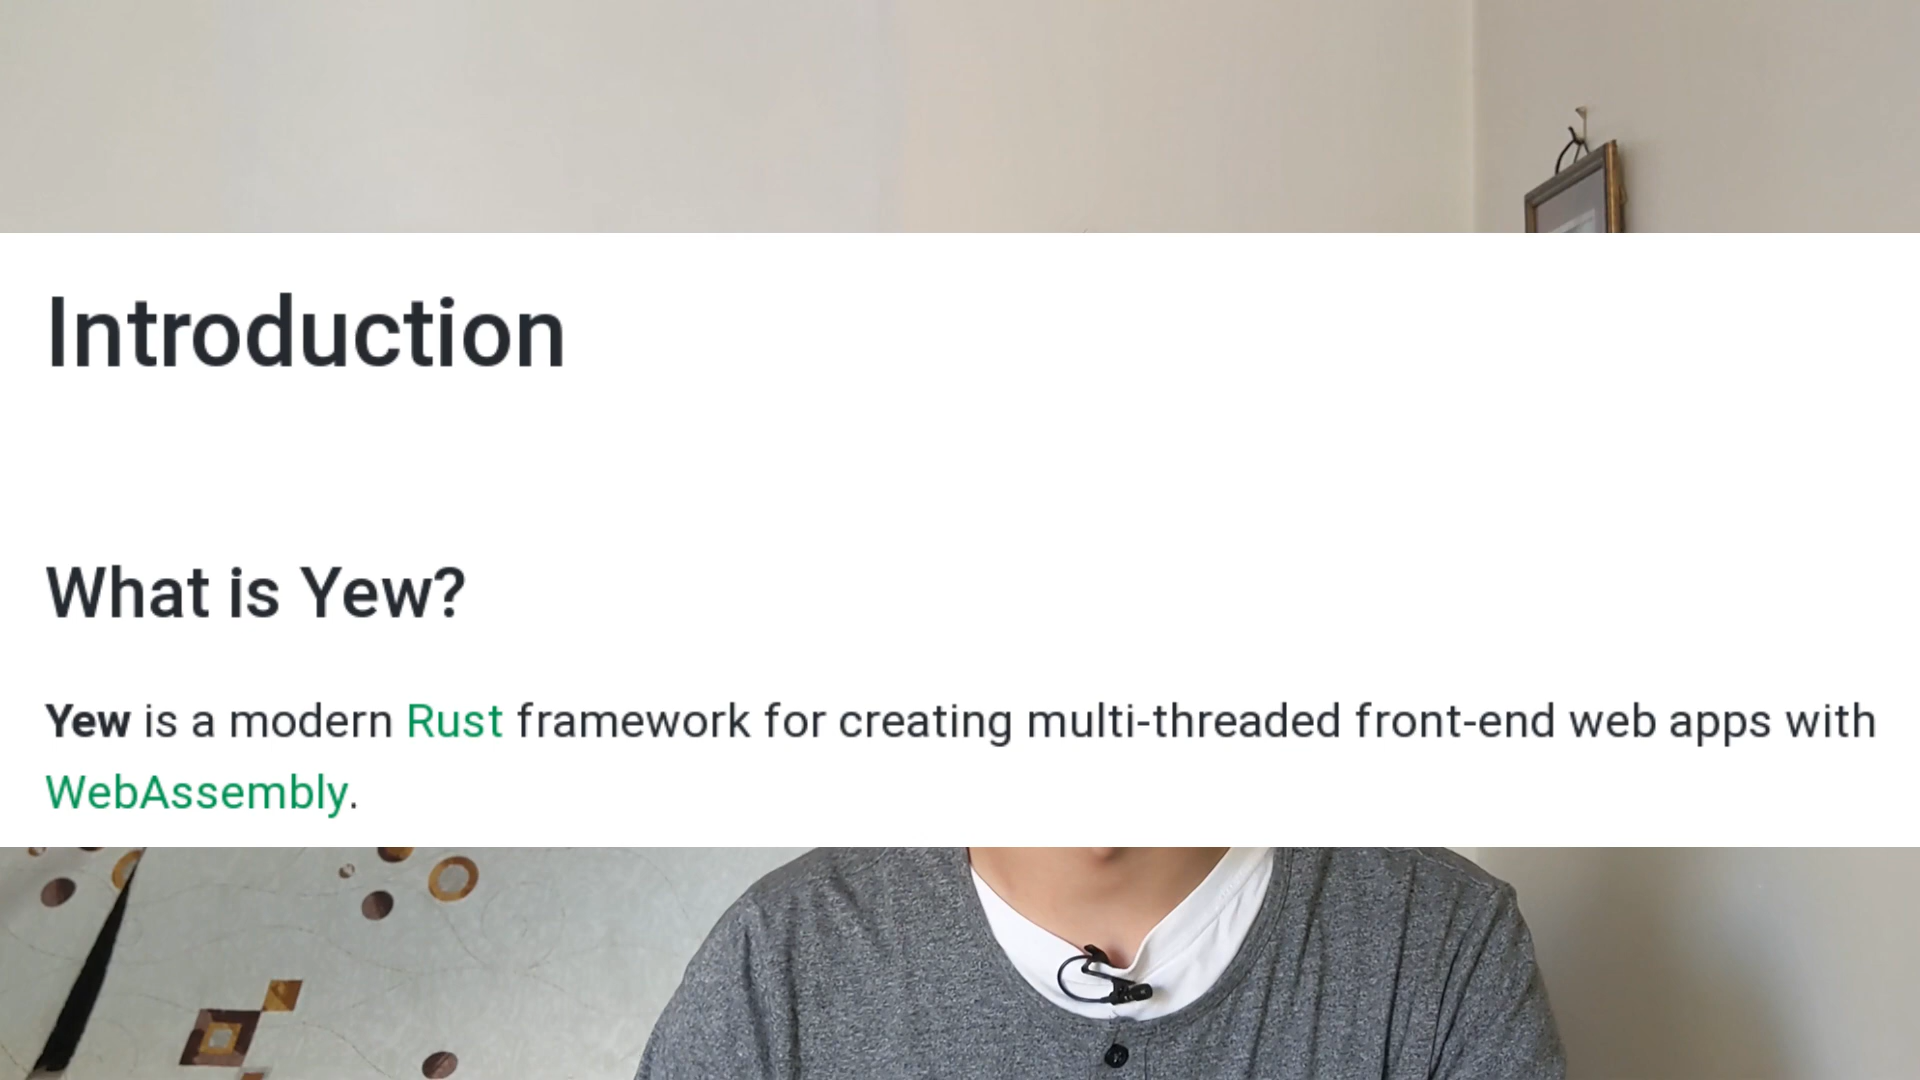 Introduction
What is Yew?
Yew is a modern Rust framework for creating multi-threaded front-end web apps with
WebAssembly.